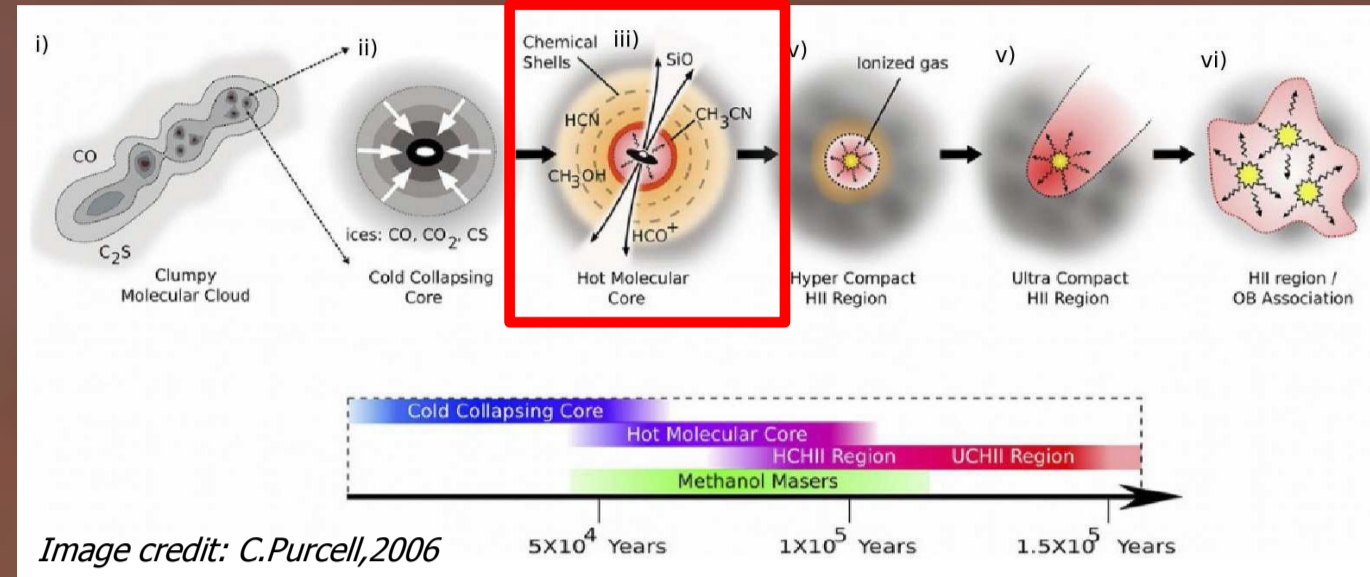 i)
CO
C₂S
Clumpy
Molecular Cloud
ii)
ices: CO, CO₂, CS
Cold Collapsing
Core
iii)
Chemical
Shells
SiO
HCN
CH₃CN
CH₃OH
HCO⁺
Hot Molecular
Core
v)
Ionized gas
Hyper Compact
HII Region
v)
Ultra Compact
HII Region
vi)
HII region /
OB Association
Cold Collapsing Core
Hot Molecular Core
HCHII Region UCHII Region
Methanol Masers
5X10⁴ Years 1X10⁵ Years 1.5X10⁵ Years
Image credit: C.Purcell,2006